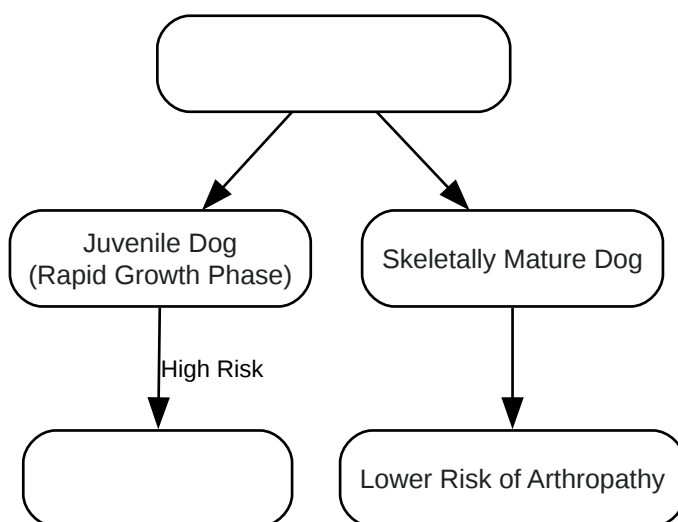 Juvenile Dog
(Rapid Growth Phase)
Skeletally Mature Dog
High Risk
Lower Risk of Arthropathy